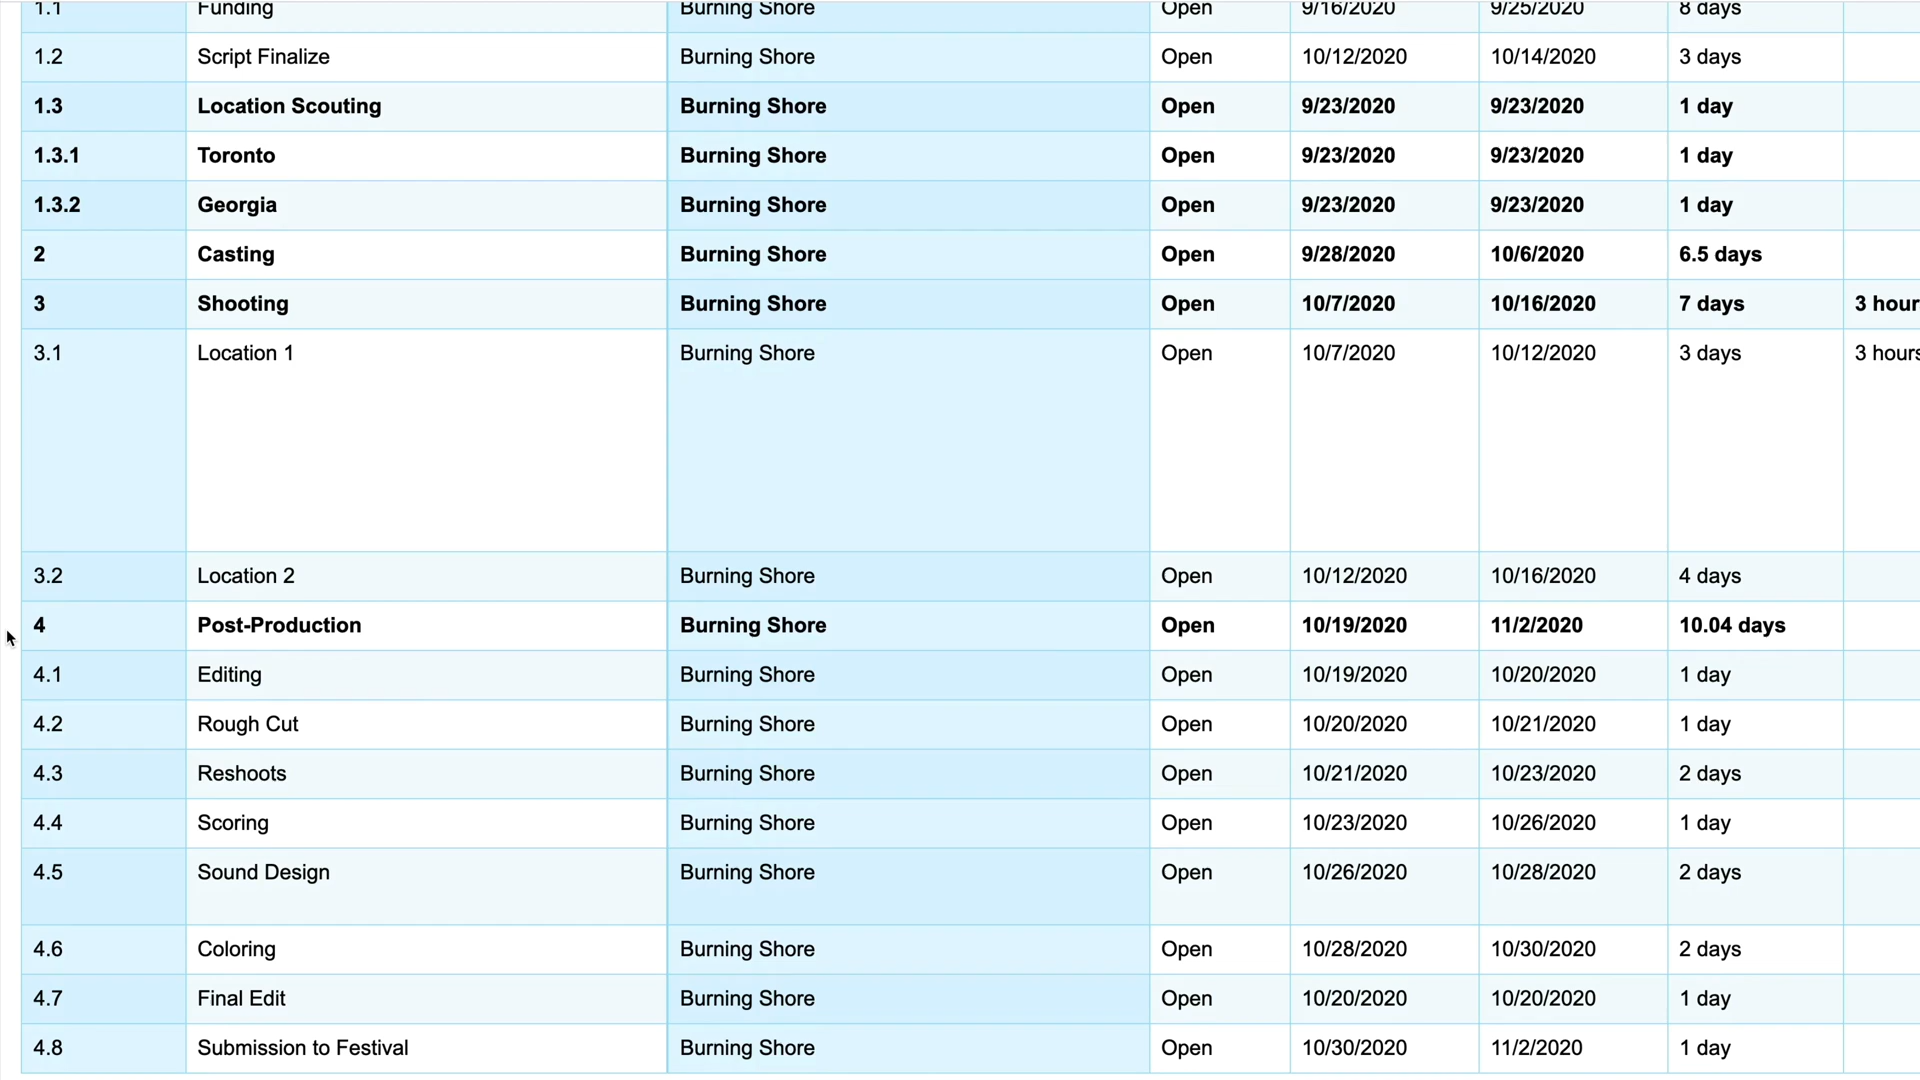 1.1 Funding Burning Shore Open 9/16/2020 9/25/2020 8 days
1.2 Script Finalize Burning Shore Open 10/12/2020 10/14/2020 3 days
1.3 Location Scouting Burning Shore Open 9/23/2020 9/23/2020 1 day
1.3.1 Toronto Burning Shore Open 9/23/2020 9/23/2020 1 day
1.3.2 Georgia Burning Shore Open 9/23/2020 9/23/2020 1 day
2 Casting Burning Shore Open 9/28/2020 10/6/2020 6.5 days
3 Shooting Burning Shore Open 10/7/2020 10/16/2020 7 days 3 hour
3.1 Location 1 Burning Shore Open 10/7/2020 10/12/2020 3 days 3 hours
3.2 Location 2 Burning Shore Open 10/12/2020 10/16/2020 4 days
4 Post-Production Burning Shore Open 10/19/2020 11/2/2020 10.04 days
4.1 Editing Burning Shore Open 10/19/2020 10/20/2020 1 day
4.2 Rough Cut Burning Shore Open 10/20/2020 10/21/2020 1 day
4.3 Reshoots Burning Shore Open 10/21/2020 10/23/2020 2 days
4.4 Scoring Burning Shore Open 10/23/2020 10/26/2020 1 day
4.5 Sound Design Burning Shore Open 10/26/2020 10/28/2020 2 days
4.6 Coloring Burning Shore Open 10/28/2020 10/30/2020 2 days
4.7 Final Edit Burning Shore Open 10/20/2020 10/20/2020 1 day
4.8 Submission to Festival Burning Shore Open 10/30/2020 11/2/2020 1 day